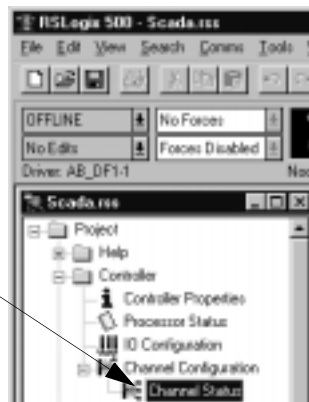 RSLogix 500 - Scada.rss
File Edit View Search Comms Tools
OFFLINE No Forces
No Edits Forces Disabled
Driver: AB_DF1-1 Noc
Scada.rss
Project
Help
Controller
Controller Properties
Processor Status
IO Configuration
Channel Configuration
Channel Status